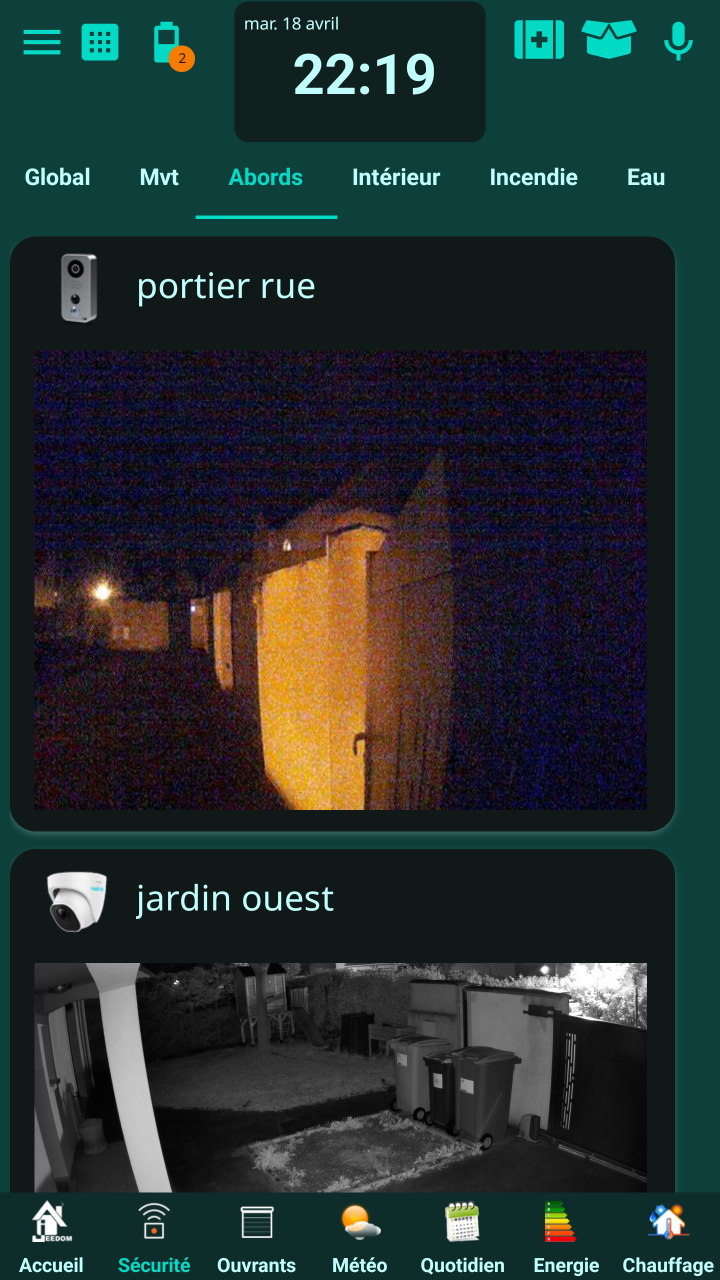 mar. 18 avril
2
22:19
Global Mvt Abords Intérieur Incendie Eau
portier rue
jardin ouest
JEEDOM
Accueil Sécurité Ouvrants Météo Quotidien Energie Chauffage